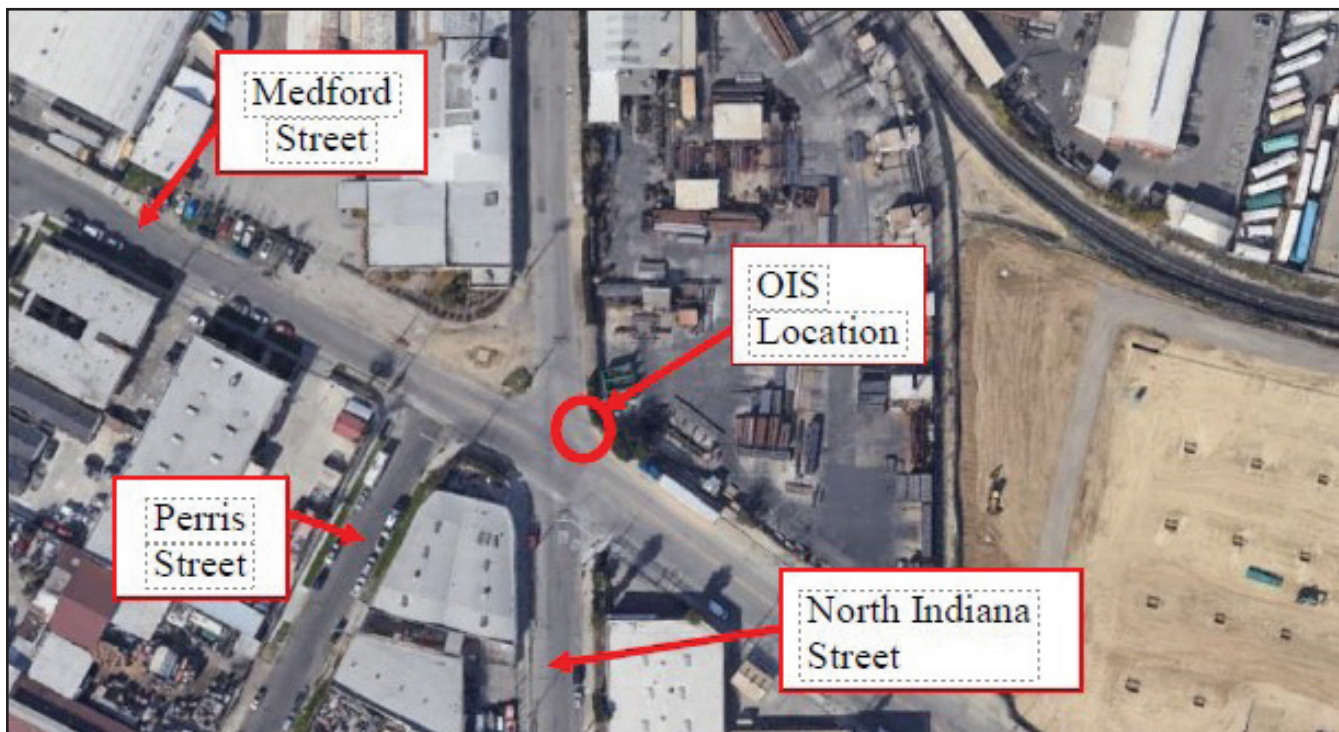 Medford
Street
OIS
Location
Perris
Street
North Indiana
Street